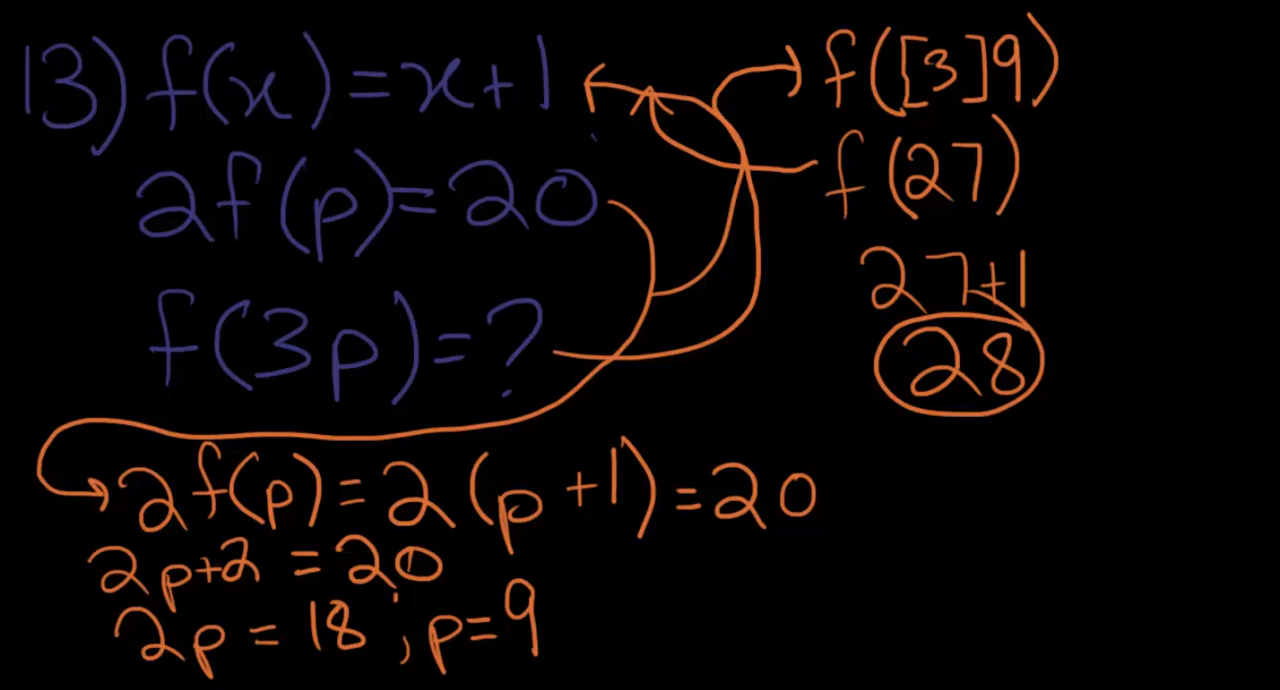 13) f(x) = x+1
2f(p) = 20
f(3p) = ?
2f(p) = 2(p+1) = 20
2p+2 = 20
2p = 18 ; p=9
f([3]9)
f(27)
27+1
28